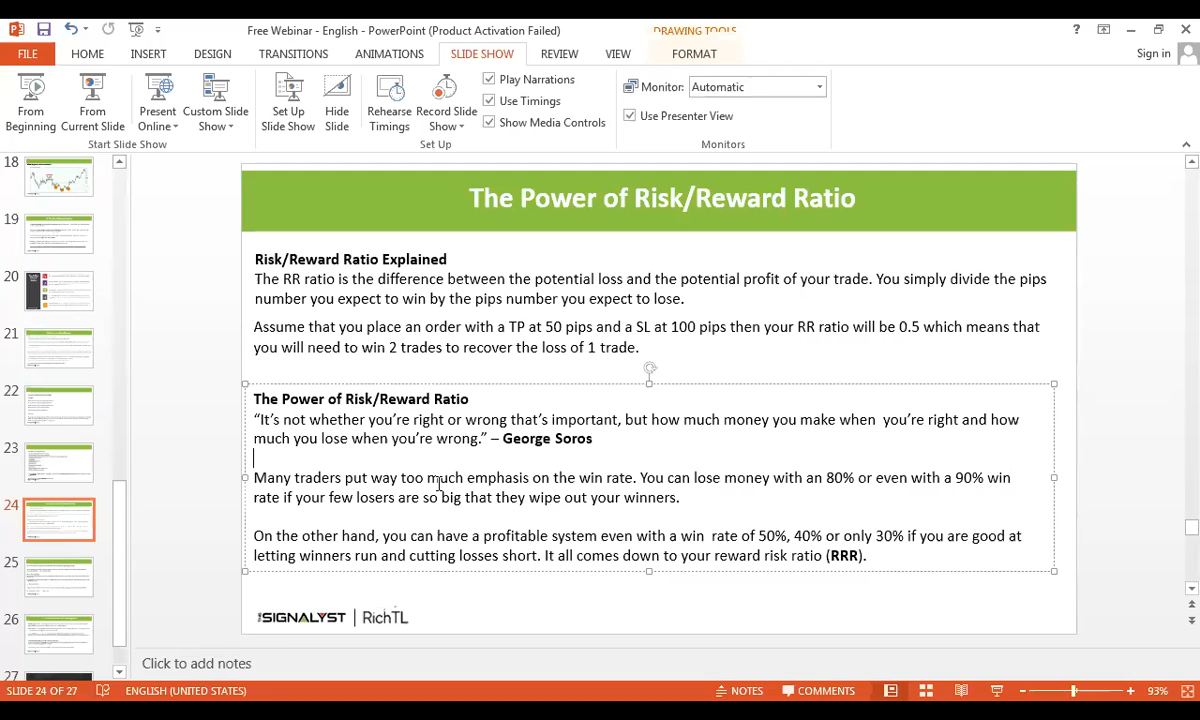 Free Webinar - English - PowerPoint (Product Activation Failed)
DRAWING TOOLS
?
FILE
HOME
INSERT
DESIGN
TRANSITIONS
ANIMATIONS
SLIDE SHOW
REVIEW
VIEW
FORMAT
Sign in
From Beginning
From Current Slide
Present Online
Custom Slide Show
Set Up Slide Show
Hide Slide
Rehearse Timings
Record Slide Show
Play Narrations
Use Timings
Show Media Controls
Monitor: Automatic
Use Presenter View
Start Slide Show
Set Up
Monitors
18
19
20
21
22
23
24
25
26
27
The Power of Risk/Reward Ratio
Risk/Reward Ratio Explained
The RR ratio is the difference between the potential loss and the potential profit of your trade. You simply divide the pips
number you expect to win by the pips number you expect to lose.
Assume that you place an order with a TP at 50 pips and a SL at 100 pips then your RR ratio will be 0.5 which means that
you will need to win 2 trades to recover the loss of 1 trade.
The Power of Risk/Reward Ratio
“It’s not whether you’re right or wrong that’s important, but how much money you make when you’re right and how
much you lose when you’re wrong.” – George Soros
Many traders put way too much emphasis on the win rate. You can lose money with an 80% or even with a 90% win
rate if your few losers are so big that they wipe out your winners.
On the other hand, you can have a profitable system even with a win rate of 50%, 40% or only 30% if you are good at
letting winners run and cutting losses short. It all comes down to your reward risk ratio (RRR).
SIGNALYST | RichTL
Click to add notes
SLIDE 24 OF 27
ENGLISH (UNITED STATES)
NOTES
COMMENTS
93%